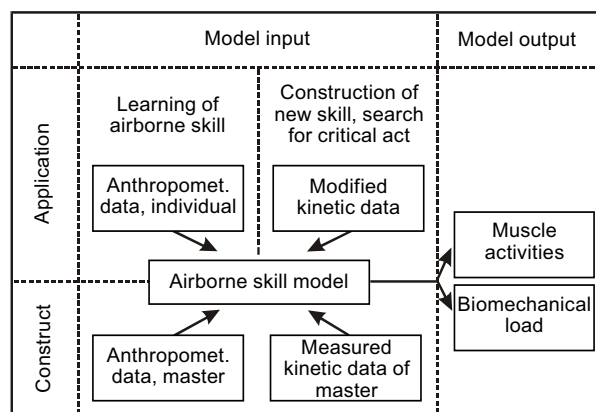 Model input
Model output
Application
Learning of
airborne skill
Construction of
new skill, search
for critical act
Anthropomet.
data, individual
Modified
kinetic data
Airborne skill model
Muscle
activities
Biomechanical
load
Construct
Anthropomet.
data, master
Measured
kinetic data of
master